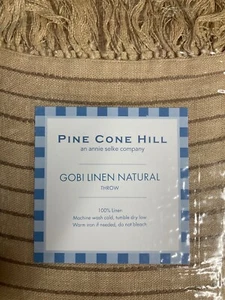 PINE CONE HILL
an annie selke company
GOBI LINEN NATURAL
THROW
100% Linen
Machine wash cold, tumble dry low.
Warm iron if needed, do not bleach